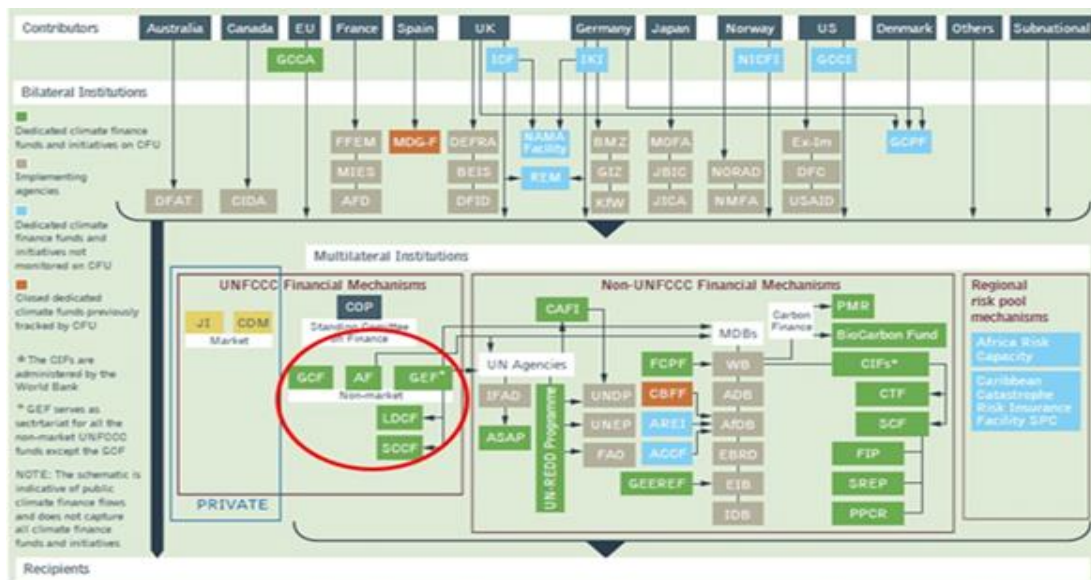 Contributors
Australia
Canada
EU
France
Spain
UK
Germany
Japan
Norway
US
Denmark
Others
Subnational
GCCA
ICF
IKI
NICFI
GCCI
Bilateral Institutions
Dedicated climate finance
funds and initiatives on CFU
Implementing
agencies
Dedicated climate
finance funds and
initiatives not
monitored on CFU
Closed dedicated
climate funds previously
tracked by CFU
* The CIFs are
administered by the
World Bank
* GEF serves as
secrtariat for all the
non-market UNFCCC
funds except the GCF
NOTE: The schematic is
indicative of public
climate finance flows
and does not capture
all climate finance
funds and initiatives
DFAT
CIDA
FFEM
MIES
AFD
MDG-F
DEFRA
BEIS
DFID
NAMA
Facility
REM
BMZ
GIZ
KfW
MOFA
JBIC
JICA
NORAD
NMFA
Ex-Im
DFC
USAID
GCPF
Multilateral Institutions
UNFCCC Financial Mechanisms
COP
Standing Comittee
on Finance
JI
CDM
Market
GCF
AF
GEF*
Non-market
LDCF
SCCF
PRIVATE
Non-UNFCCC Financial Mechanisms
CAFI
UN Agencies
IFAD
ASAP
UN-REDD Programme
UNDP
UNEP
FAO
FCPF
CBFF
AREI
ACCF
GEEREF
MDBs
WB
ADB
AfDB
EBRD
EIB
IDB
Carbon
Finance
PMR
BioCarbon Fund
CIFs*
CTF
SCF
FIP
SREP
PPCR
Regional
risk pool
mechanisms
Africa Risk
Capacity
Caribbean
Catastrophe
Risk Insurance
Facility SPC
Recipients